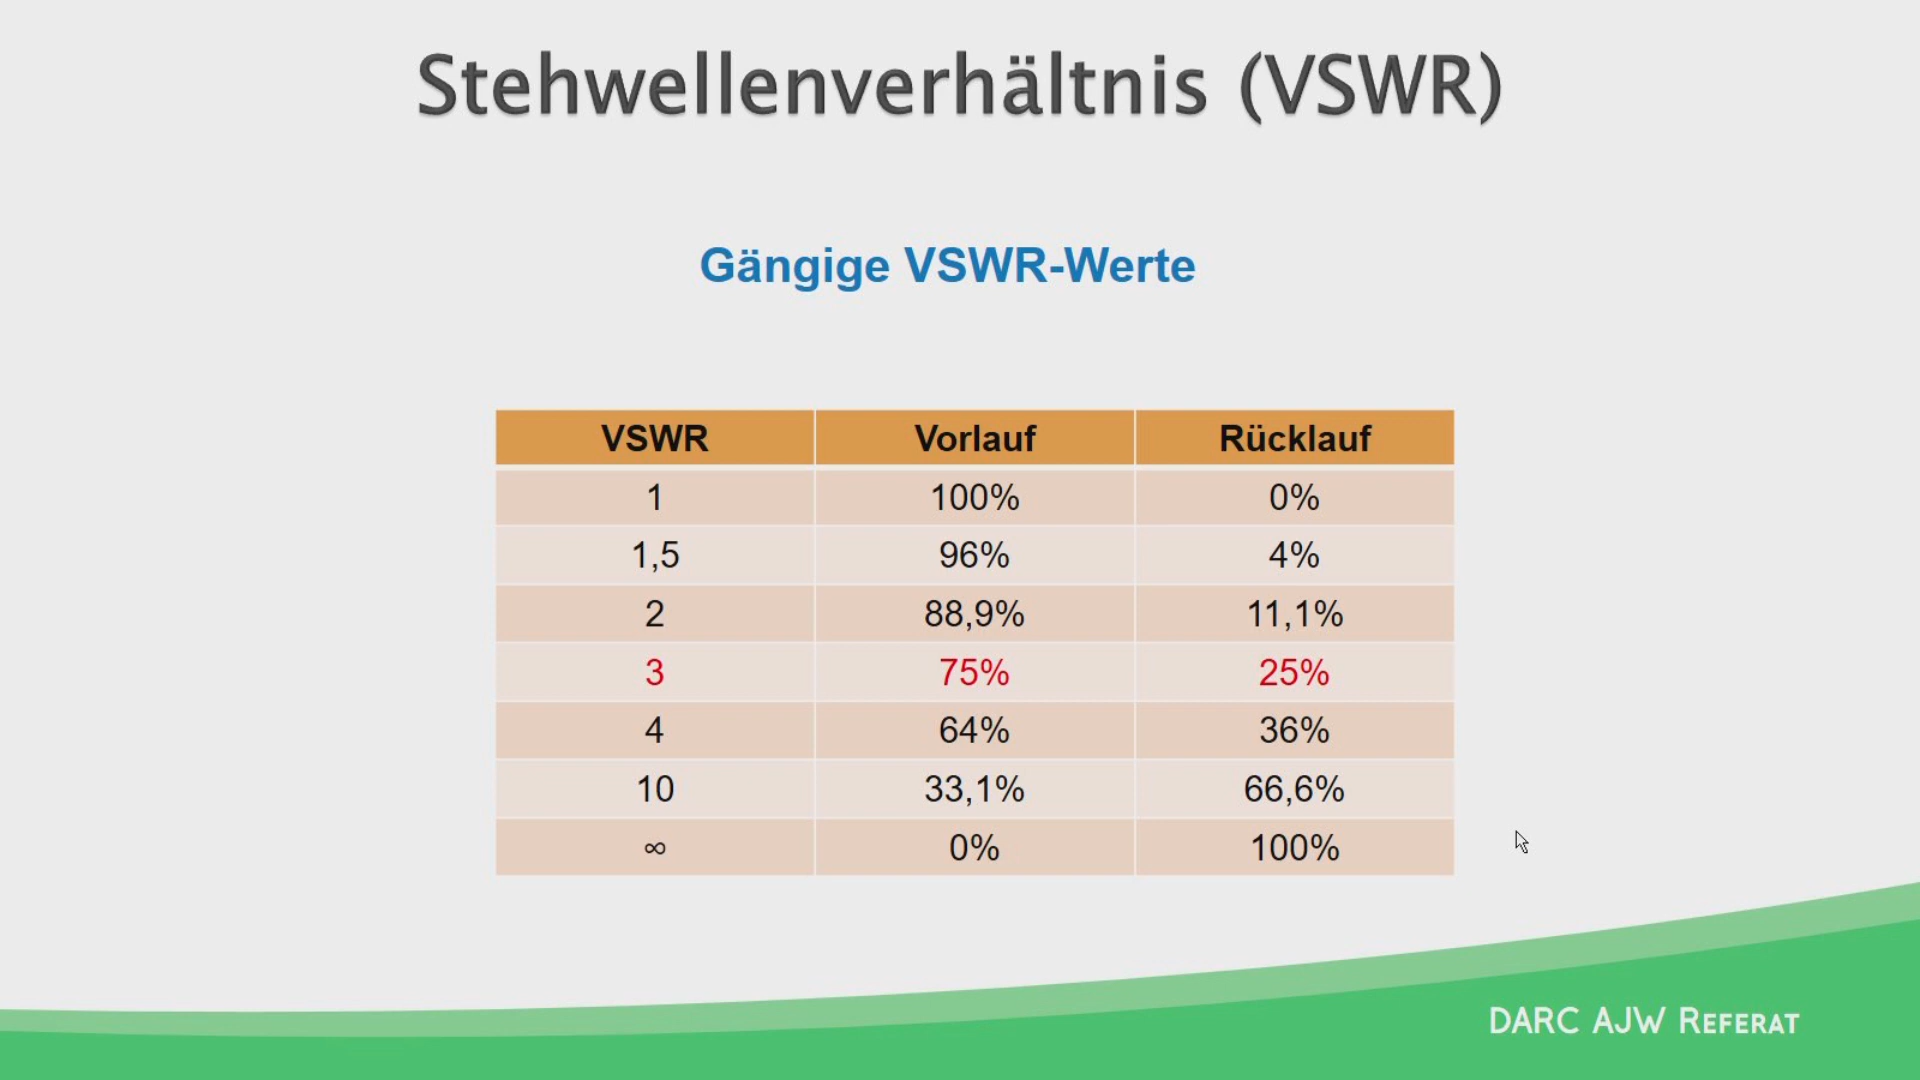 Stehwellenverhältnis (VSWR)
Gängige VSWR-Werte
VSWR Vorlauf Rücklauf
1 100% 0%
1,5 96% 4%
2 88,9% 11,1%
3 75% 25%
4 64% 36%
10 33,1% 66,6%
∞ 0% 100%
DARC AJW REFERAT